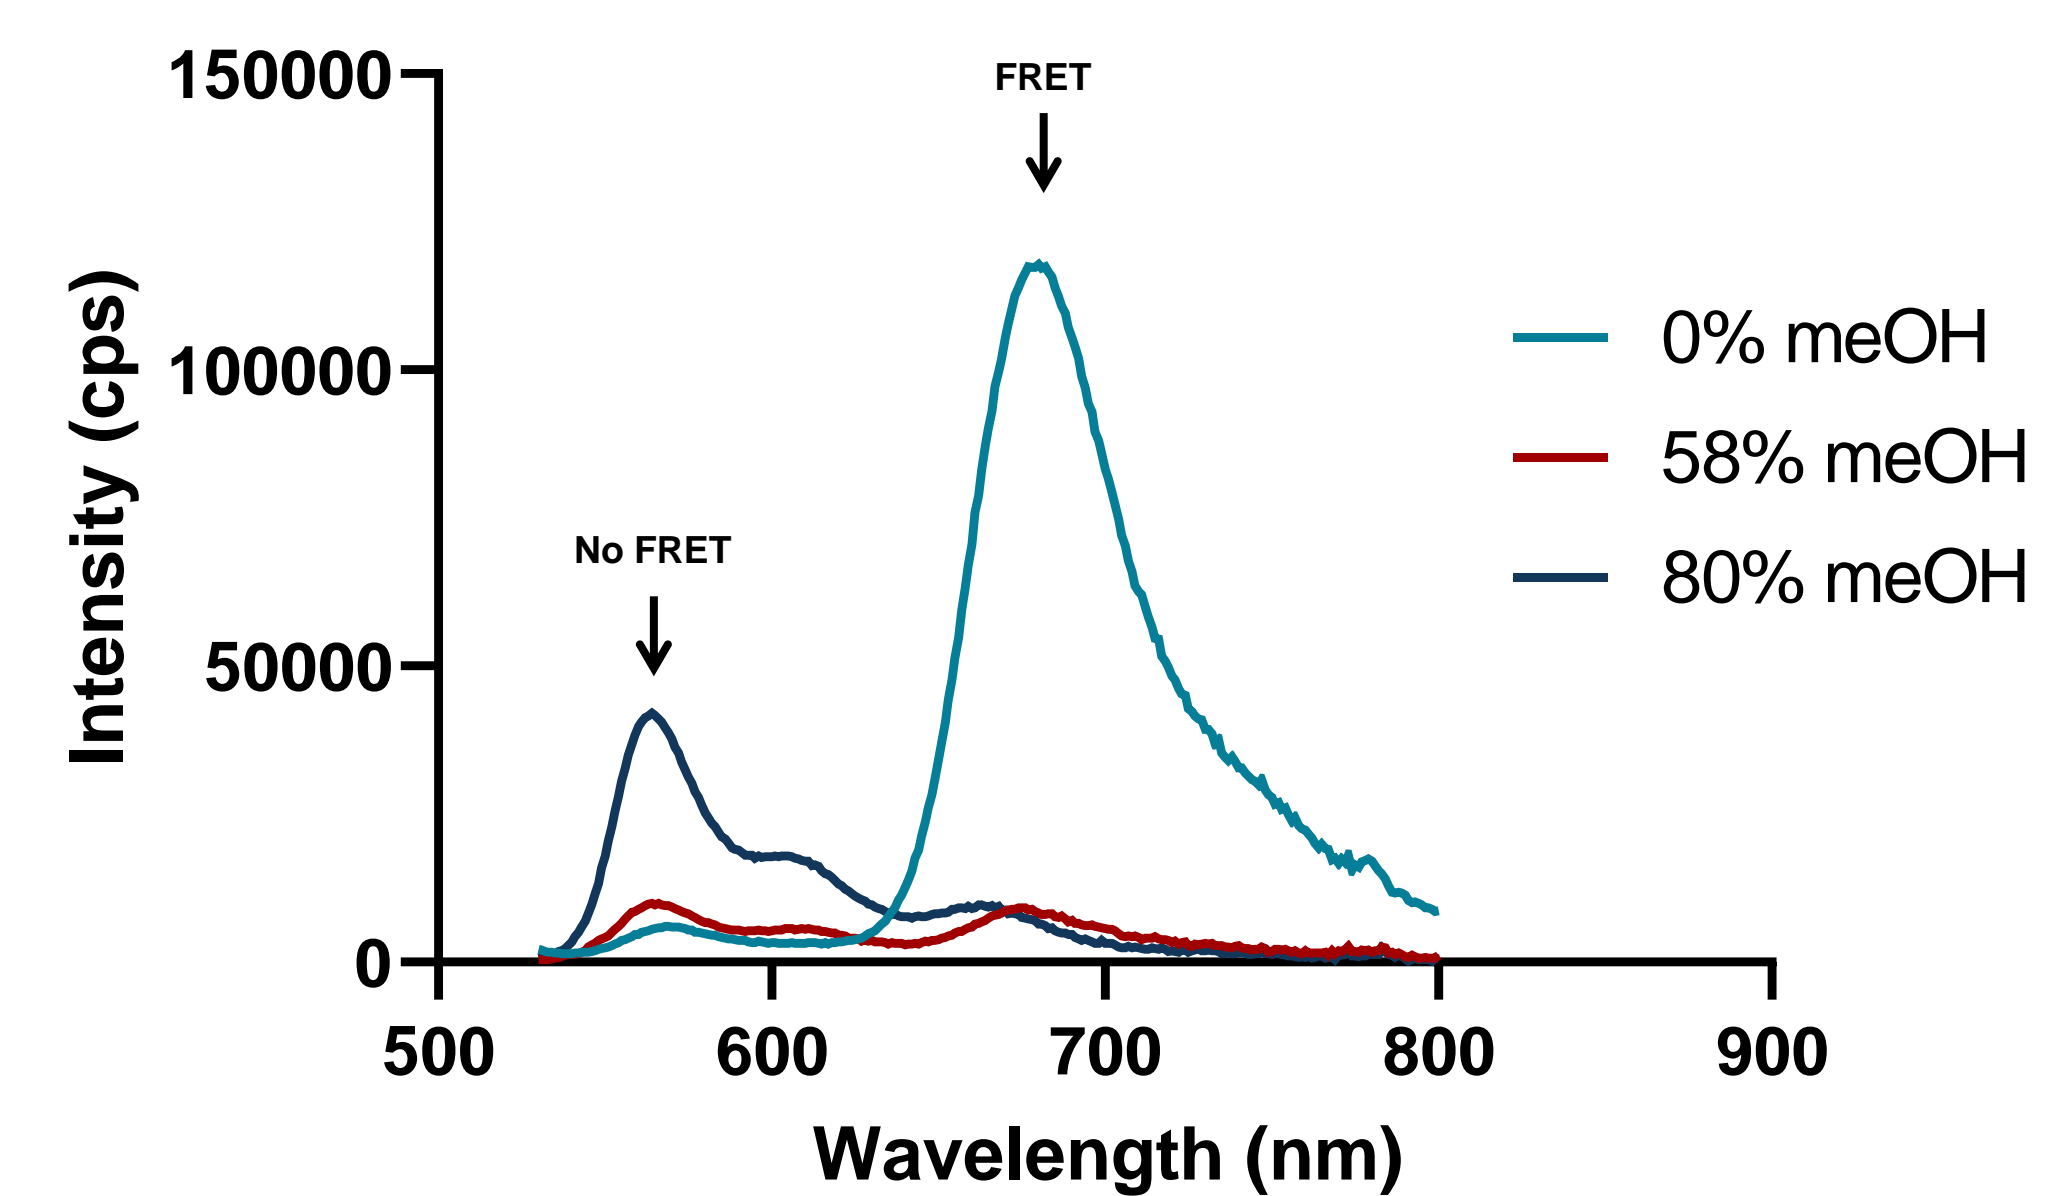 150000
100000
50000
0
Intensity (cps)
FRET
No FRET
0% meOH
58% meOH
80% meOH
500 600 700 800 900
Wavelength (nm)